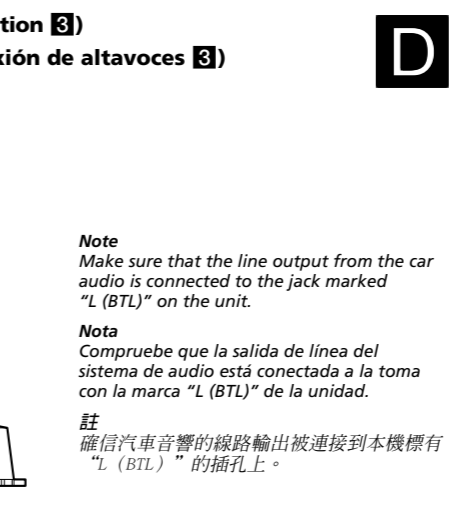 tion 3)
xión de altavoces 3)
D
Note
Make sure that the line output from the car
audio is connected to the jack marked
“L (BTL)” on the unit.
Nota
Compruebe que la salida de línea del
sistema de audio está conectada a la toma
con la marca “L (BTL)” de la unidad.
註
確信汽車音響的線路輸出被連接到本機標有
“L（BTL）”的插孔上。